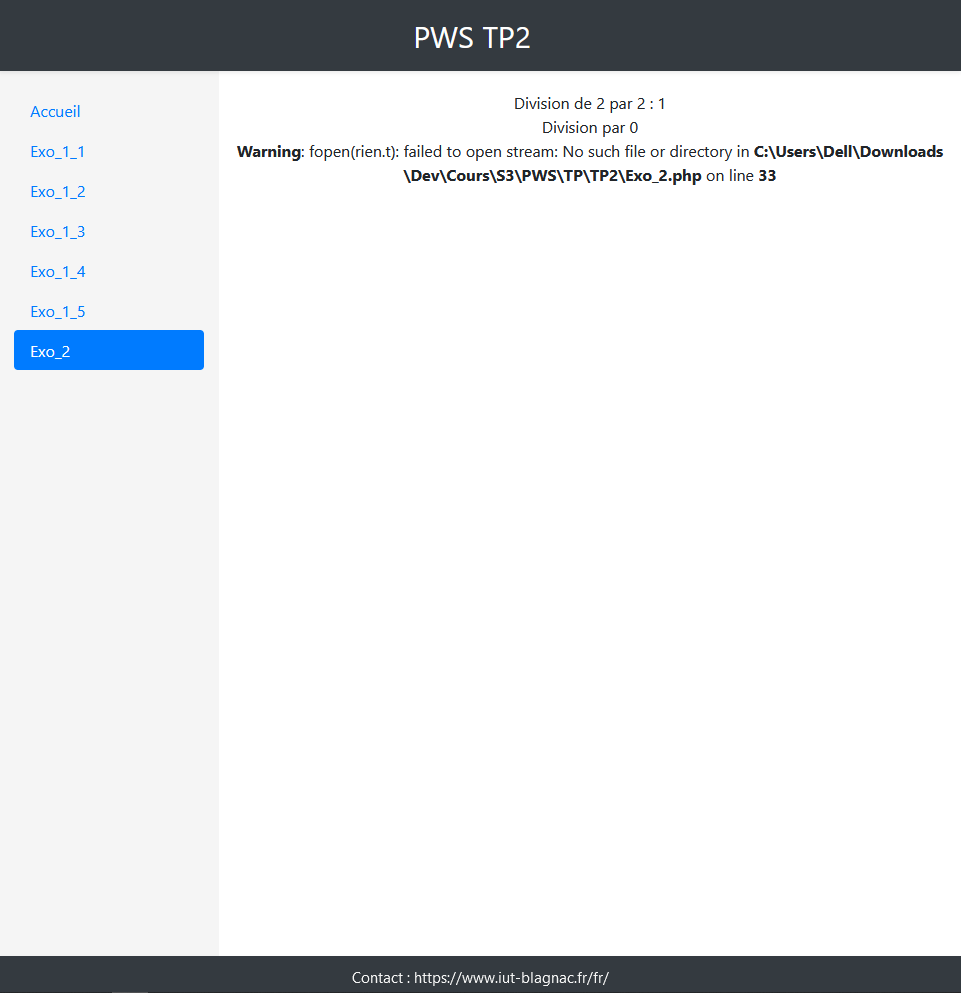 PWS TP2
Accueil
Exo_1_1
Exo_1_2
Exo_1_3
Exo_1_4
Exo_1_5
Exo_2
Division de 2 par 2 : 1
Division par 0
Warning: fopen(rien.t): failed to open stream: No such file or directory in C:\Users\Dell\Downloads
\Dev\Cours\S3\PWS\TP\TP2\Exo_2.php on line 33
Contact : https://www.iut-blagnac.fr/fr/